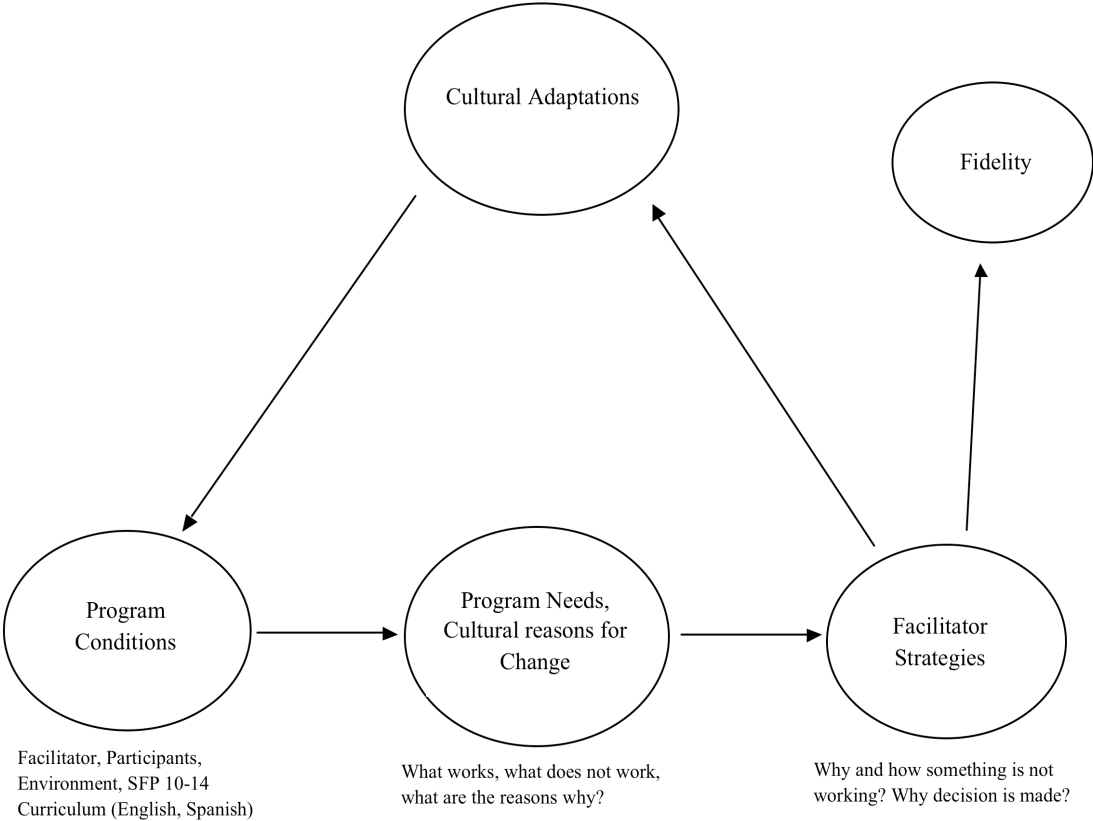 Cultural Adaptations
Fidelity
Program
Conditions
Program Needs,
Cultural reasons for
Change
Facilitator
Strategies
Facilitator, Participants,
Environment, SFP 10-14
Curriculum (English, Spanish)
What works, what does not work,
what are the reasons why?
Why and how something is not
working? Why decision is made?